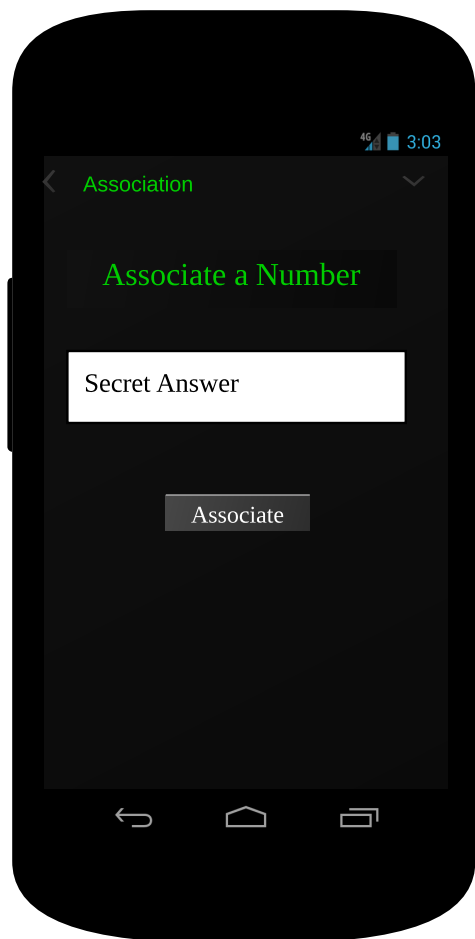 4G 3:03
Association
Associate a Number
Secret Answer
Associate